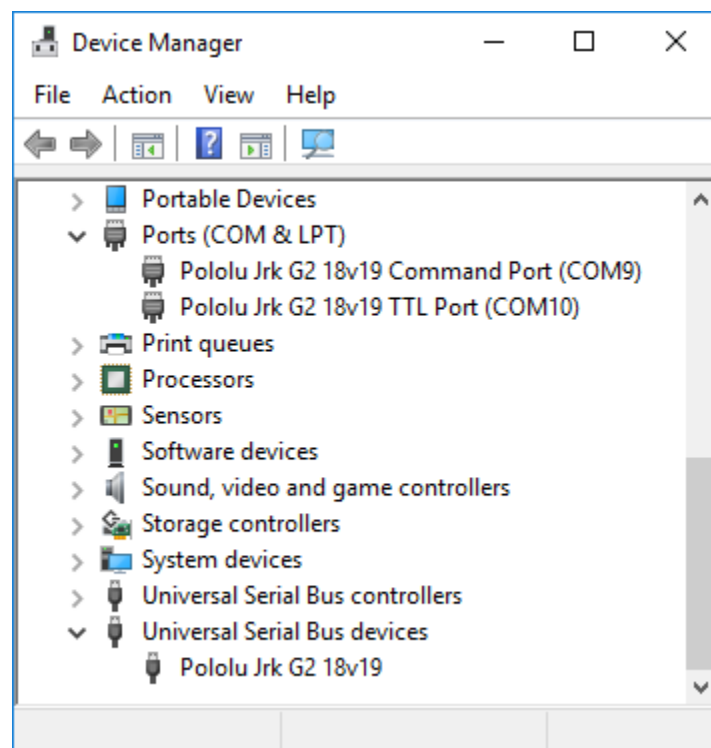 Device Manager
File Action View Help
Portable Devices
Ports (COM & LPT)
Pololu Jrk G2 18v19 Command Port (COM9)
Pololu Jrk G2 18v19 TTL Port (COM10)
Print queues
Processors
Sensors
Software devices
Sound, video and game controllers
Storage controllers
System devices
Universal Serial Bus controllers
Universal Serial Bus devices
Pololu Jrk G2 18v19